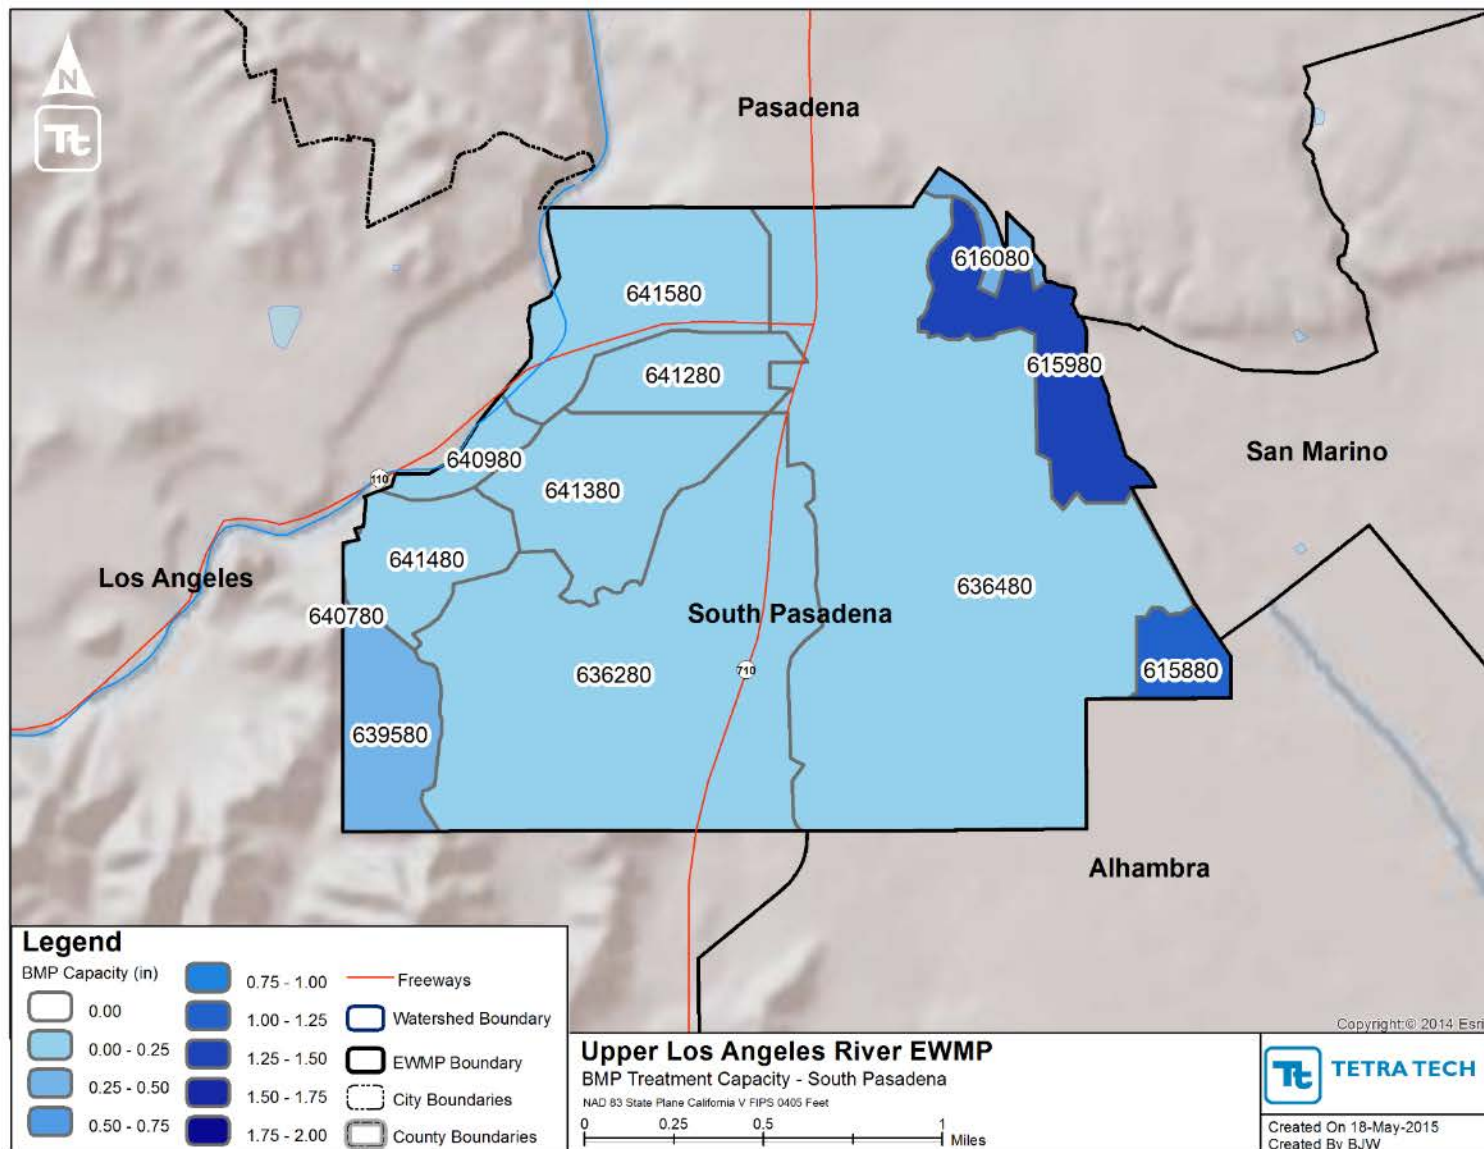 N
Tt
Pasadena
616080
641580
615980
641280
San Marino
640980
110
641380
641480
Los Angeles
636480
640780
South Pasadena
636280
710
615880
639580
Alhambra
Copyright:© 2014 Esri
Legend
BMP Capacity (in)
0.00
0.00 - 0.25
0.25 - 0.50
0.50 - 0.75
0.75 - 1.00
1.00 - 1.25
1.25 - 1.50
1.50 - 1.75
1.75 - 2.00
Freeways
Watershed Boundary
EWMP Boundary
City Boundaries
County Boundaries
Upper Los Angeles River EWMP
BMP Treatment Capacity - South Pasadena
NAD 83 State Plane California V FIPS 0405 Feet
0 0.25 0.5 1
Miles
Tt TETRA TECH
Created On 18-May-2015
Created By BJW